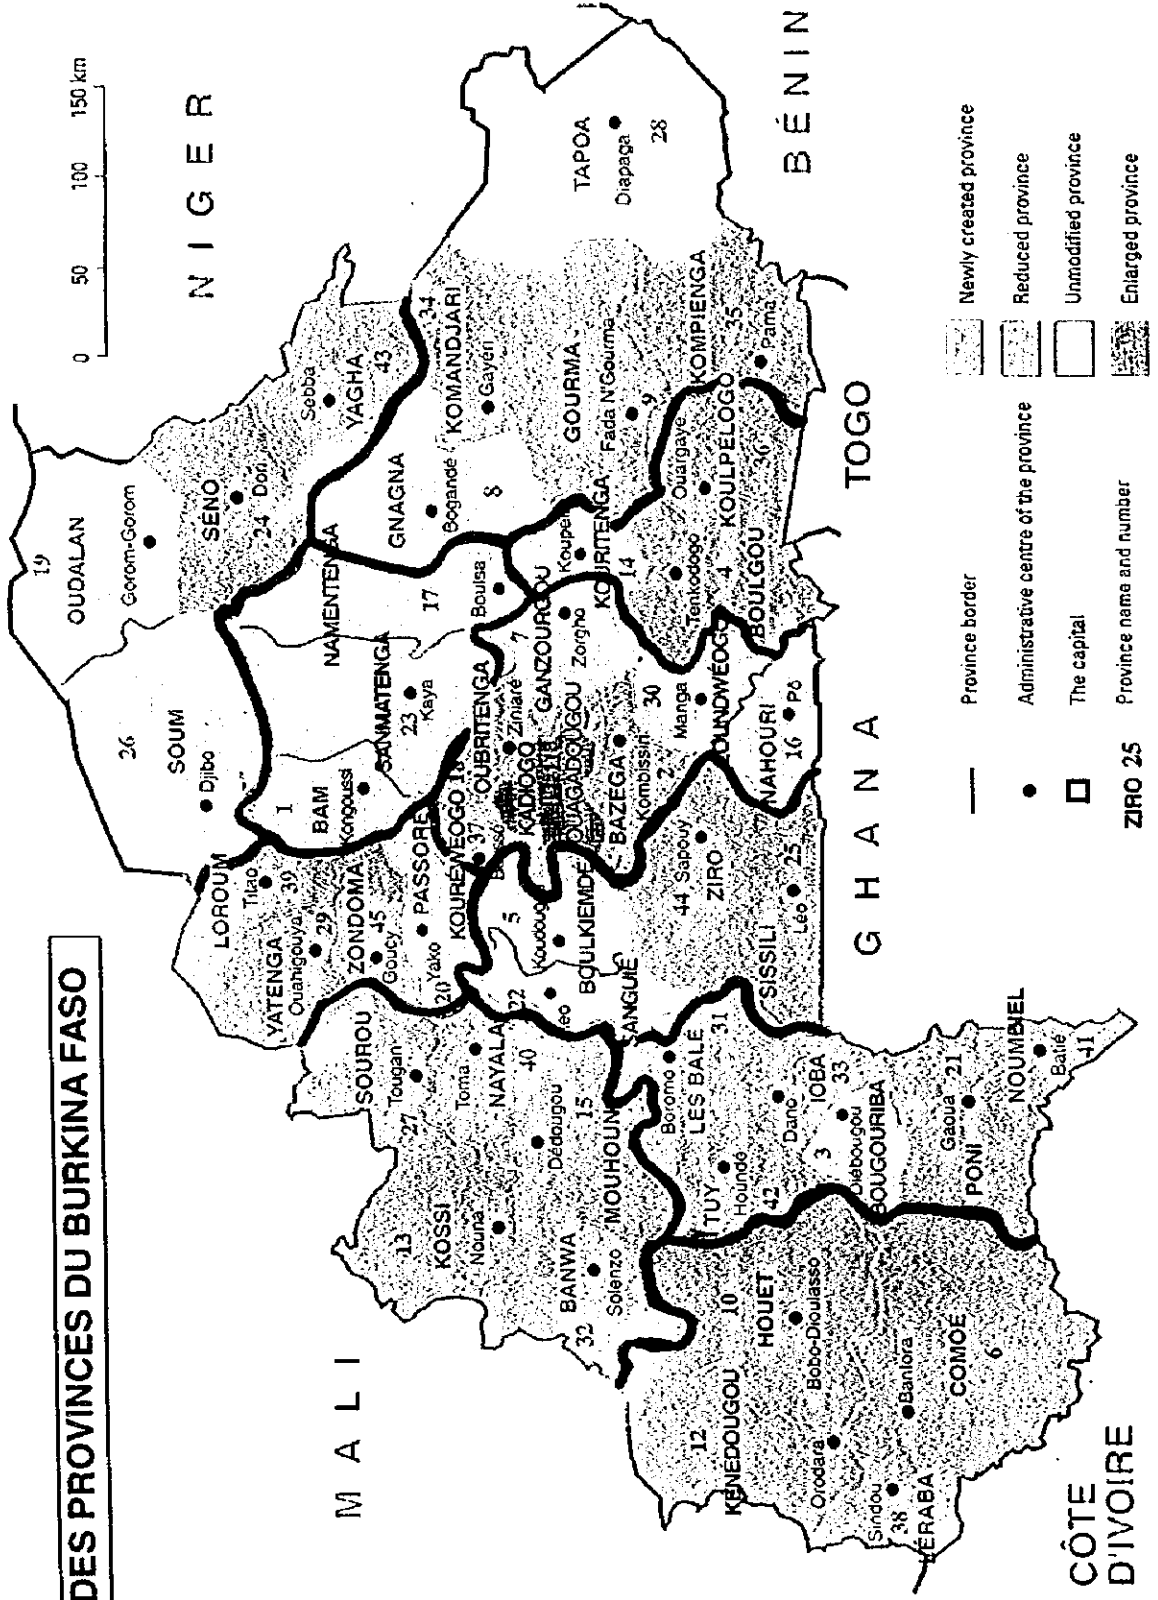 DES PROVINCES DU BURKINA FASO
0 50 100 150 km
NIGER
MALI
BÉNIN
TOGO
GHANA
CÔTE
D'IVOIRE
19
OUDALAN
Gorom-Gorom
26
SOUM
Djibo
SÉNO
Dori
24
Sebba
YAGHA
43
LOROUM
Titao
39
YATENGA
Ouahigouya
29
ZONDOMA
45
Goucy
PASSORE
Yako
20
1
BAM
Kongoussi
SANMATENGA
23
Kaya
NAMENTENGA
17
Boulsa
GNAGNA
Bogandé
8
34
KOMANDJARI
Gayéri
TAPOA
Diapaga
28
GOURMA
Fada N'Gourma
9
KOMPIENGA
35
Pama
KOURWEOGO
37
OUBRITENGA
18
Ziniaré
7
GANZOURGOU
Zorgho
KOURITENGA
14
KADIOGO
11
OUAGADOUGOU
BAZEGA
Kombissiri
2
30
Manga
NAHOURI
16
Pô
Tenkodogo
4
BOULGOU
Ouargaye
KOULPELOGO
36
5
BOULKIEMDE
22
SANGUIE
44
Sabouy
ZIRO
SISSILI
25
Léo
SOUROU
Tougan
27
Toma
NAYALA
40
13
KOSSI
Nouna
Dédougou
15
MOUHOUN
BANWA
Solenzo
32
Boromo
LES BALÉ
31
TUY
Houndé
42
Dano
IOBA
33
3
Diébougou
BOUGOURIBA
Gaoua
21
PONI
NOUMBIEL
Batié
41
12
KENEDOUGOU
Orodara
10
HOUET
Bobo-Dioulasso
Banfora
COMOE
6
Sindou
38
Province border
Administrative centre of the province
The capital
ZIRO 25 Province name and number
Newly created province
Reduced province
Unmodified province
Enlarged province